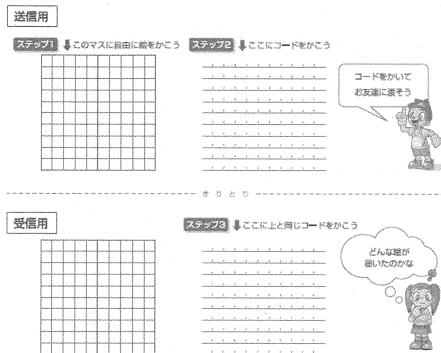 送信用
ステップ1 このマスに自由に絵をかこう
ステップ2 ここにコードをかこう
コードをかいて
お友達に渡そう
きりとり
受信用
ステップ3 ここに上と同じコードをかこう
どんな絵が
届いたのかな